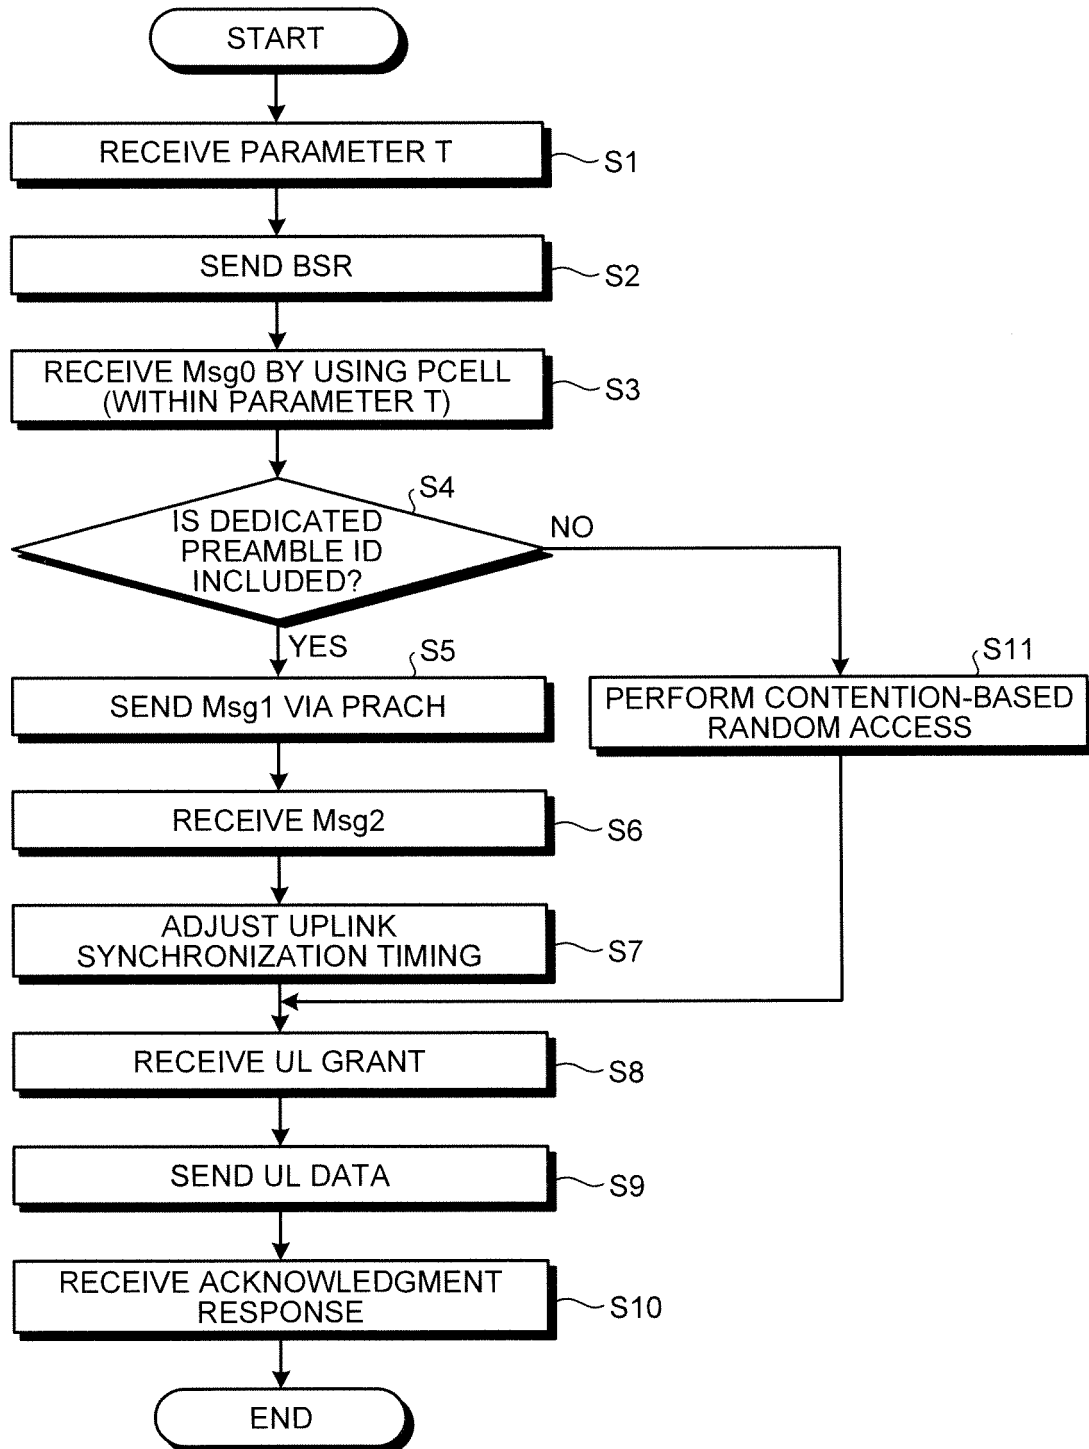 START
RECEIVE PARAMETER T
S1
SEND BSR
S2
RECEIVE Msg0 BY USING PCELL
(WITHIN PARAMETER T)
S3
S4
IS DEDICATED
PREAMBLE ID
INCLUDED?
NO
YES
S5
SEND Msg1 VIA PRACH
S11
PERFORM CONTENTION-BASED
RANDOM ACCESS
RECEIVE Msg2
S6
ADJUST UPLINK
SYNCHRONIZATION TIMING
S7
RECEIVE UL GRANT
S8
SEND UL DATA
S9
RECEIVE ACKNOWLEDGMENT
RESPONSE
S10
END